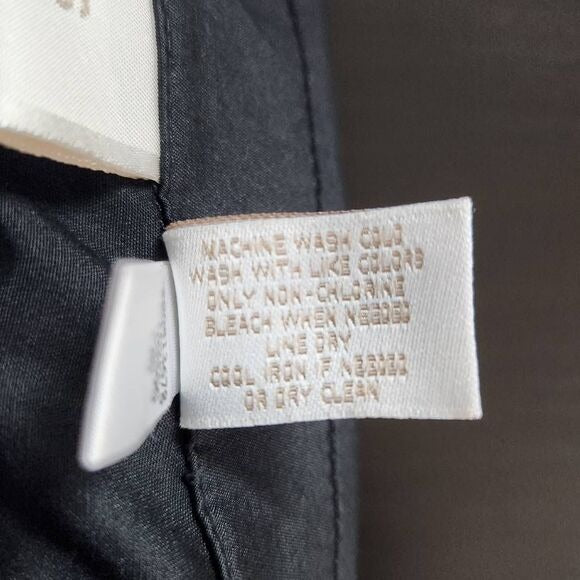 MACHINE WASH COLD
WASH WITH LIKE COLORS
ONLY NON-CHLORINE
BLEACH WHEN NEEDED
LINE DRY
COOL IRON IF NEEDED
OR DRY CLEAN